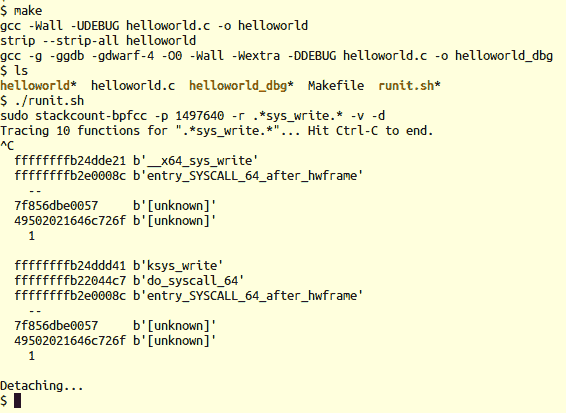 $ make
gcc -Wall -UDEBUG helloworld.c -o helloworld
strip --strip-all helloworld
gcc -g -ggdb -gdwarf-4 -O0 -Wall -Wextra -DDEBUG helloworld.c -o helloworld_dbg
$ ls
helloworld* helloworld.c helloworld_dbg* Makefile runit.sh*
$ ./runit.sh
sudo stackcount-bpfcc -p 1497640 -r .*sys_write.* -v -d
Tracing 10 functions for ".*sys_write.*"... Hit Ctrl-C to end.
^C
  ffffffffb24dde21 b'__x64_sys_write'
  ffffffffb2e0008c b'entry_SYSCALL_64_after_hwframe'
    --
  7f856dbe0057     b'[unknown]'
  49502021646c726f b'[unknown]'
    1

  ffffffffb24ddd41 b'ksys_write'
  ffffffffb22044c7 b'do_syscall_64'
  ffffffffb2e0008c b'entry_SYSCALL_64_after_hwframe'
    --
  7f856dbe0057     b'[unknown]'
  49502021646c726f b'[unknown]'
    1

Detaching...
$